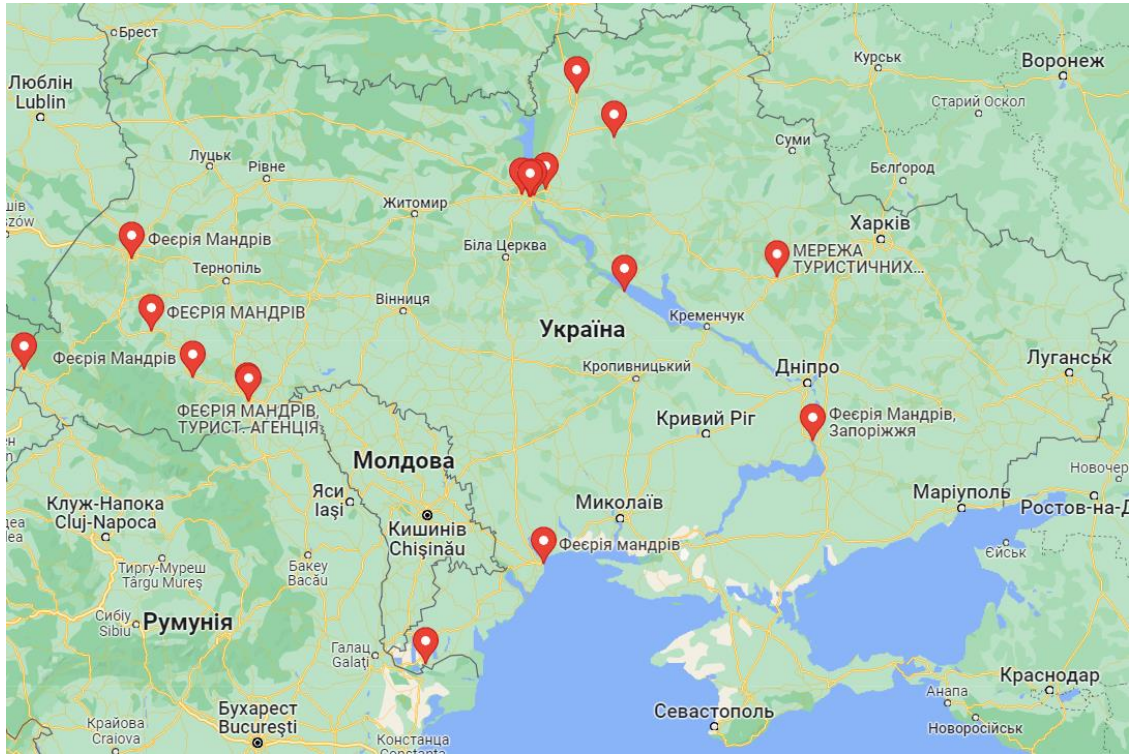 Брест
Курськ
Воронеж
Люблін
Lublin
Старий Оскол
Суми
Луцьк
Рівне
Бєлґород
Житомир
Харків
Феєрія Мандрів
Біла Церква
МЕРЕЖА
ТУРИСТИЧНИХ...
Тернопіль
Вінниця
ФЕЄРІЯ МАНДРІВ
Україна
Кременчук
Феєрія Мандрів
Кропивницький
Дніпро
Луганськ
ФЕЄРІЯ МАНДРІВ,
ТУРИСТ. АГЕНЦІЯ
Кривий Ріг
Феєрія Мандрів,
Запоріжжя
Молдова
Новочер
Маріуполь
Яси
Iași
Клуж-Напока
Cluj-Napoca
Миколаїв
Ростов-на-Д
Кишинів
Chișinău
Феєрія мандрів
Єйськ
Бакеу
Bacău
Тиргу-Муреш
Târgu Mureș
Сибіу
Sibiu
Румунія
Галац
Galați
Краснодар
Анапа
Севастополь
Новоросійськ
Бухарест
București
Крайова
Craiova
Констанца